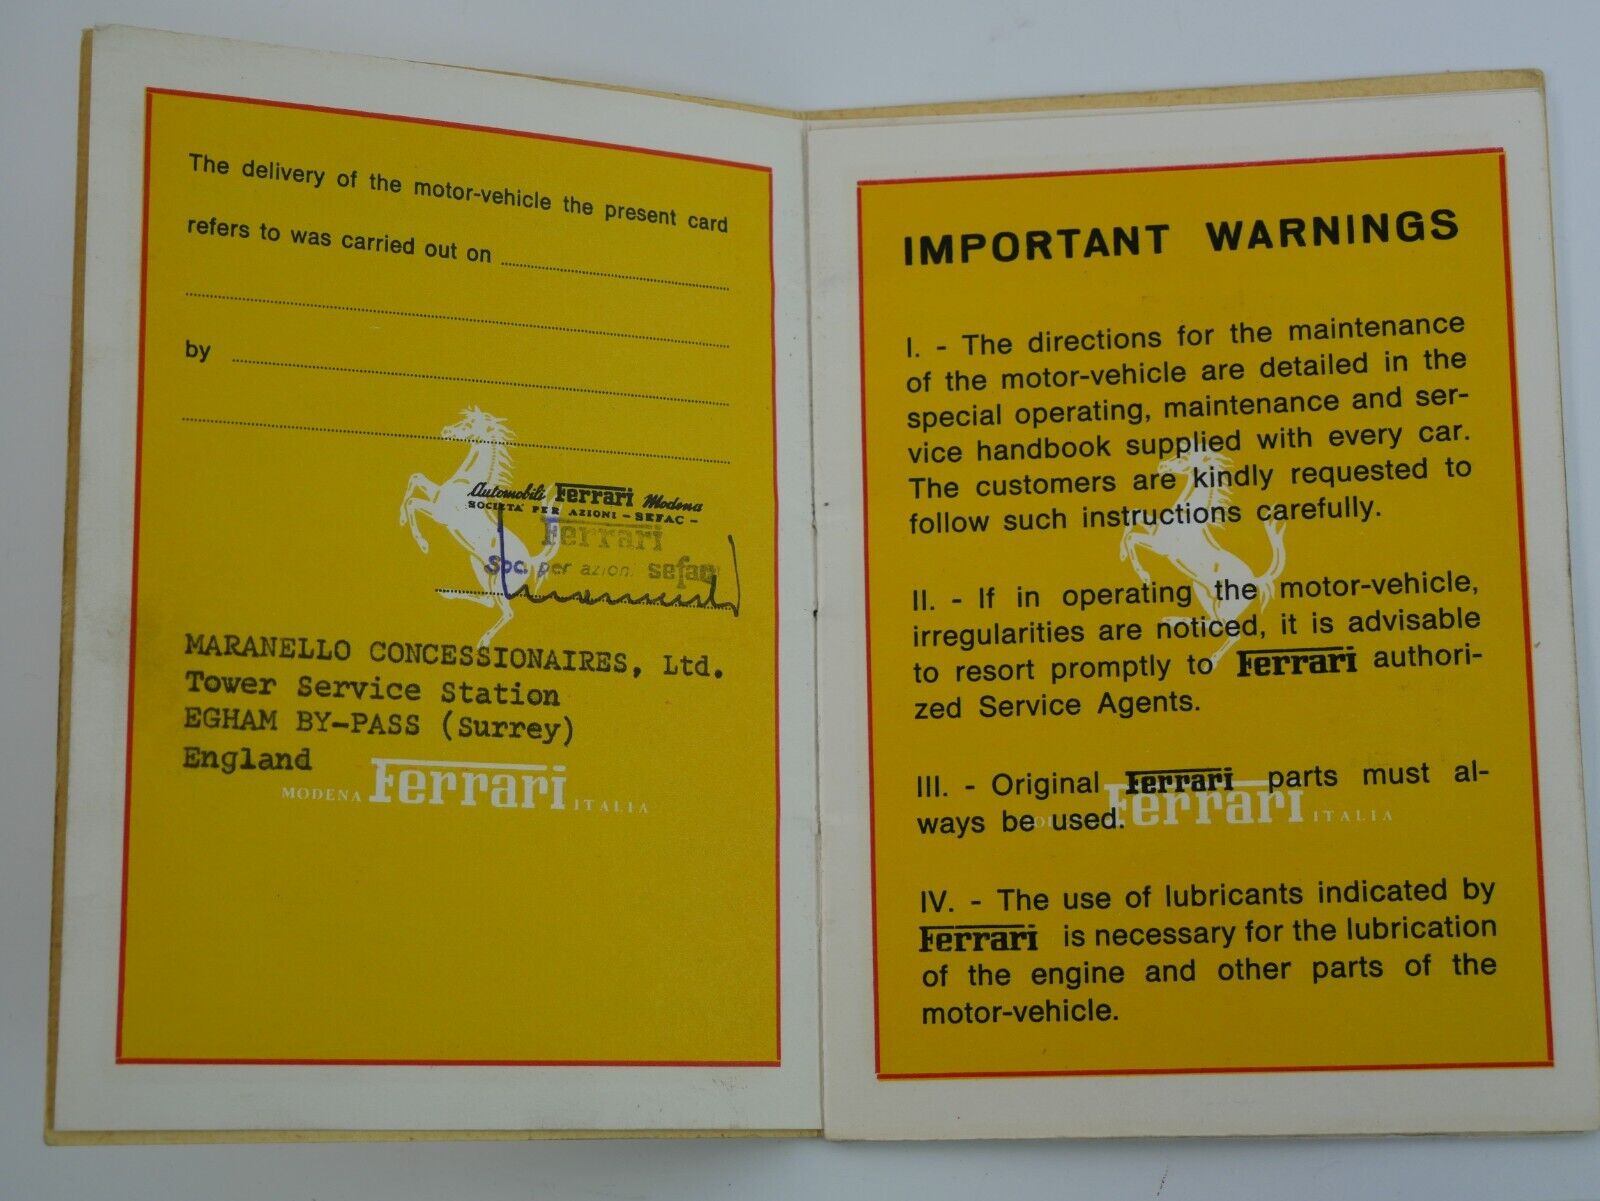 The delivery of the motor-vehicle the present card
refers to was carried out on
by
Automobili Ferrari Modena
SOCIETA' PER AZIONI - SEFAC -
Ferrari
Soc. per azion. sefac
MARANELLO CONCESSIONAIRES, Ltd.
Tower Service Station
EGHAM BY-PASS (Surrey)
England
MODENA Ferrari ITALIA
IMPORTANT WARNINGS
I. - The directions for the maintenance
of the motor-vehicle are detailed in the
special operating, maintenance and ser-
vice handbook supplied with every car.
The customers are kindly requested to
follow such instructions carefully.
II. - If in operating the motor-vehicle,
irregularities are noticed, it is advisable
to resort promptly to Ferrari authori-
zed Service Agents.
III. - Original Ferrari parts must al-
ways be used.
Ferrari ITALIA
IV. - The use of lubricants indicated by
Ferrari is necessary for the lubrication
of the engine and other parts of the
motor-vehicle.